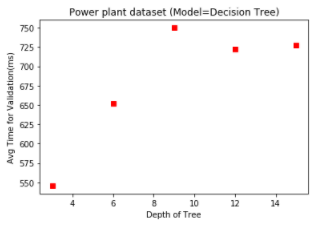 Power plant dataset (Model=Decision Tree)
Avg Time for Validation(ms)
750
725
700
675
650
625
600
575
550
4 6 8 10 12 14
Depth of Tree